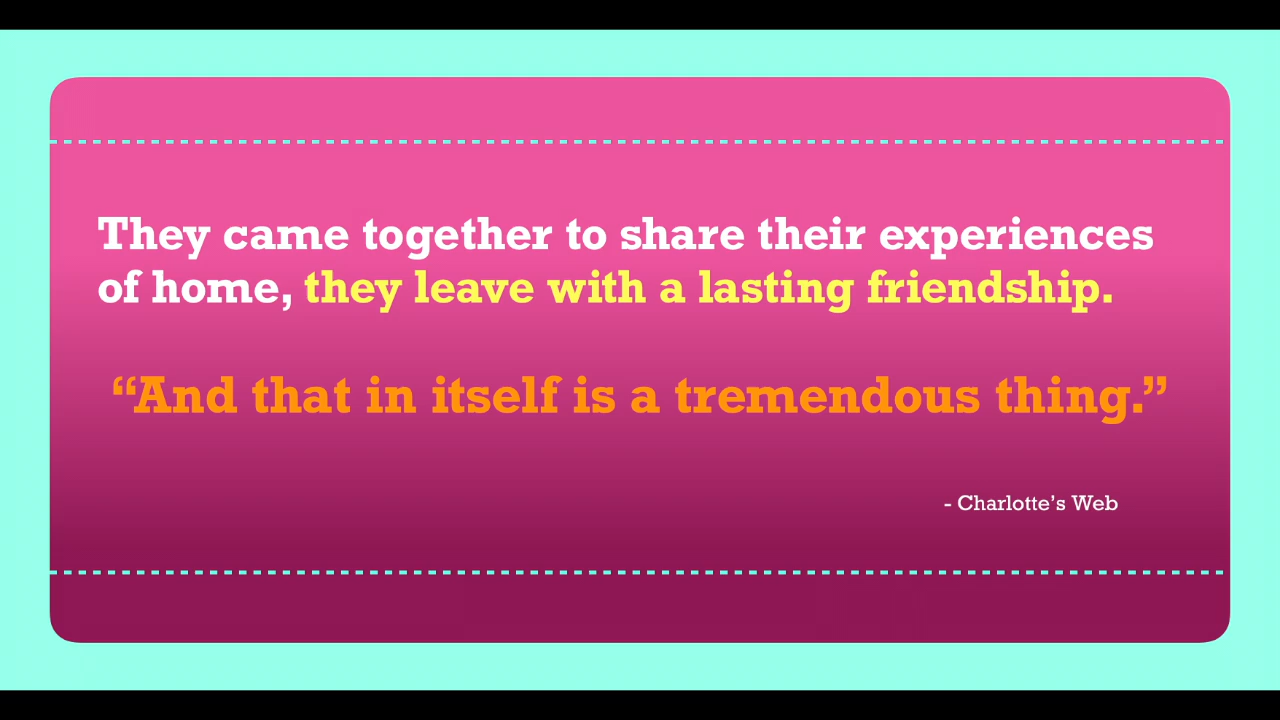 They came together to share their experiences
of home, they leave with a lasting friendship.
“And that in itself is a tremendous thing.”
- Charlotte’s Web